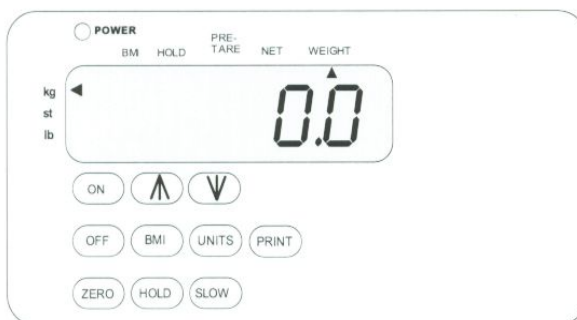 POWER
BMI HOLD PRE-TARE NET WEIGHT
kg
st
lb
0.0
ON
OFF BMI UNITS PRINT
ZERO HOLD SLOW